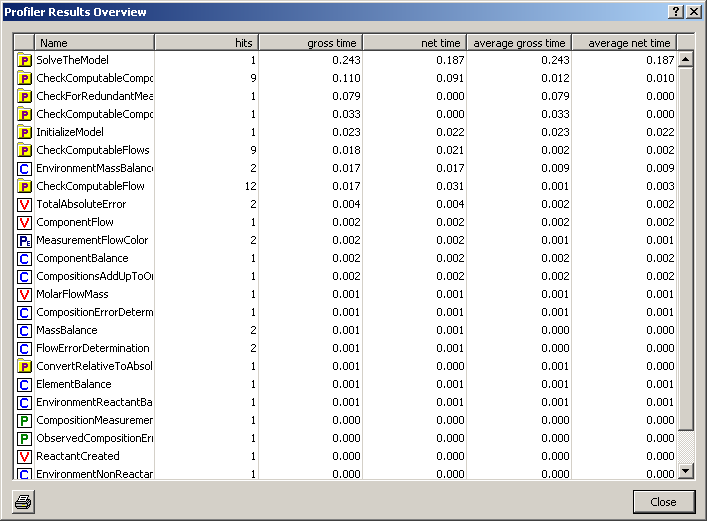 Profiler Results Overview
Name hits gross time net time average gross time average net time
P SolveTheModel 1 0.243 0.187 0.243 0.187
P CheckComputableCompo 9 0.110 0.091 0.012 0.010
P CheckForRedundantMea 1 0.079 0.000 0.079 0.000
P CheckComputableCompo 1 0.033 0.000 0.033 0.000
P InitializeModel 1 0.023 0.022 0.023 0.022
P CheckComputableFlows 9 0.018 0.021 0.002 0.002
C EnvironmentMassBalanc 2 0.017 0.017 0.009 0.009
P CheckComputableFlow 12 0.017 0.031 0.001 0.003
V TotalAbsoluteError 2 0.004 0.004 0.002 0.002
V ComponentFlow 1 0.002 0.002 0.002 0.002
PE MeasurementFlowColor 2 0.002 0.002 0.001 0.001
C ComponentBalance 1 0.002 0.002 0.002 0.002
C CompositionsAddUpToOr 1 0.002 0.002 0.002 0.002
V MolarFlowMass 1 0.001 0.001 0.001 0.001
C CompositionErrorDeterm 1 0.001 0.001 0.001 0.001
C MassBalance 2 0.001 0.001 0.000 0.000
C FlowErrorDetermination 2 0.001 0.001 0.000 0.000
P ConvertRelativeToAbsol 1 0.001 0.000 0.001 0.000
C ElementBalance 1 0.001 0.001 0.001 0.001
C EnvironmentReactantBa 1 0.001 0.001 0.001 0.001
P CompositionMeasuremer 1 0.000 0.000 0.000 0.000
P ObservedCompositionErr 1 0.000 0.000 0.000 0.000
V ReactantCreated 1 0.000 0.000 0.000 0.000
C EnvironmentNonReactar 1 0.000 0.000 0.000 0.000
Close